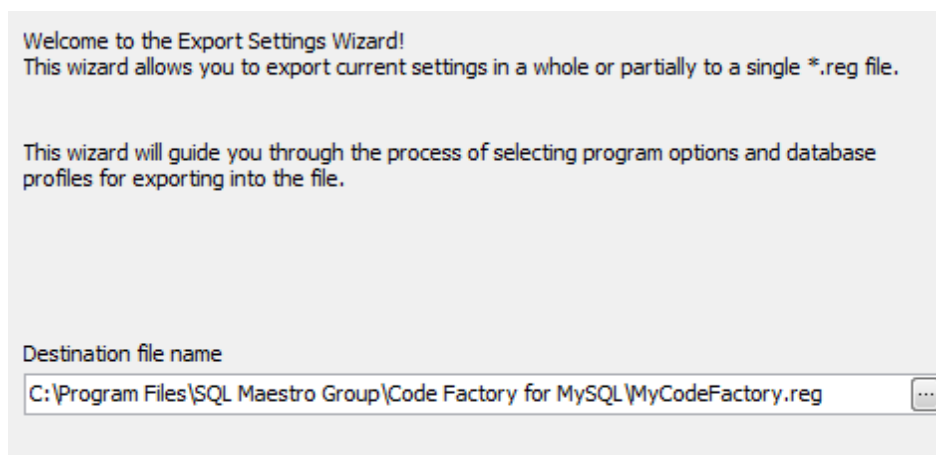 Welcome to the Export Settings Wizard!
This wizard allows you to export current settings in a whole or partially to a single *.reg file.
This wizard will guide you through the process of selecting program options and database
profiles for exporting into the file.
Destination file name
C:\Program Files\SQL Maestro Group\Code Factory for MySQL\MyCodeFactory.reg
...